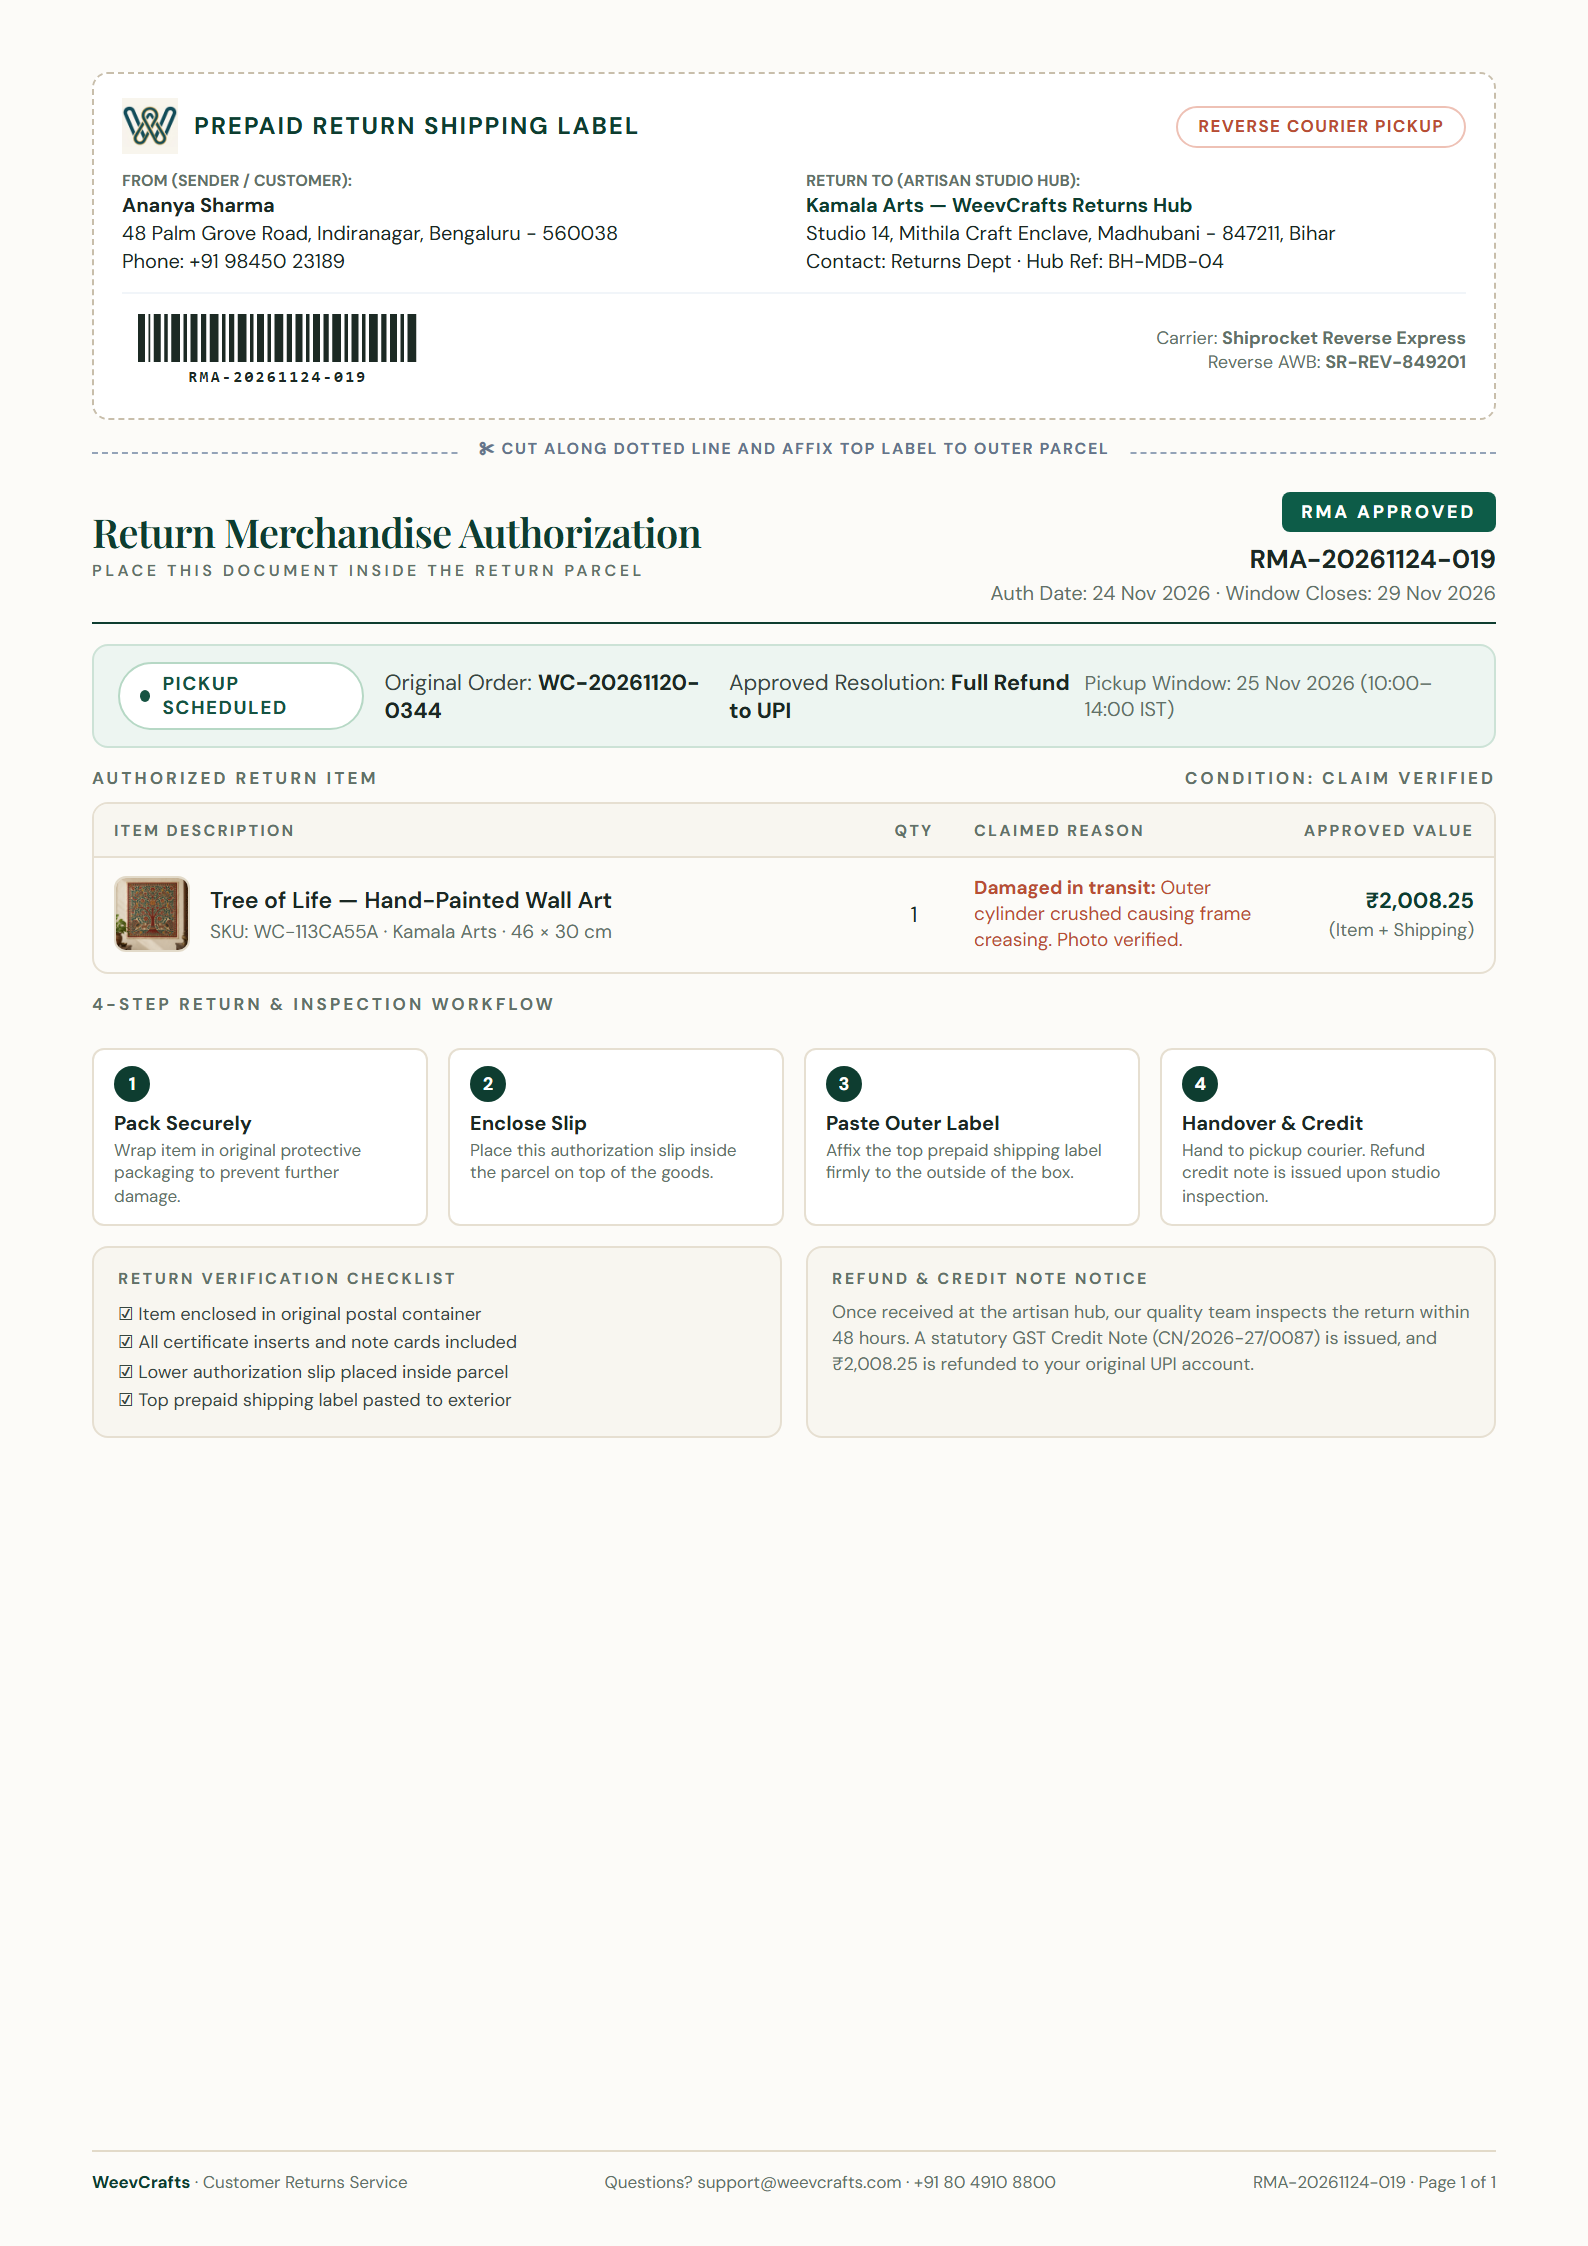 PREPAID RETURN SHIPPING LABEL
REVERSE COURIER PICKUP
FROM (SENDER / CUSTOMER):
Ananya Sharma
48 Palm Grove Road, Indiranagar, Bengaluru - 560038
Phone: +91 98450 23189
RETURN TO (ARTISAN STUDIO HUB):
Kamala Arts — WeevCrafts Returns Hub
Studio 14, Mithila Craft Enclave, Madhubani - 847211, Bihar
Contact: Returns Dept · Hub Ref: BH-MDB-04
RMA-20261124-019
Carrier: Shiprocket Reverse Express
Reverse AWB: SR-REV-849201
✂ CUT ALONG DOTTED LINE AND AFFIX TOP LABEL TO OUTER PARCEL
Return Merchandise Authorization
PLACE THIS DOCUMENT INSIDE THE RETURN PARCEL
RMA APPROVED
RMA-20261124-019
Auth Date: 24 Nov 2026 · Window Closes: 29 Nov 2026
PICKUP
SCHEDULED
Original Order: WC-20261120-
0344
Approved Resolution: Full Refund
to UPI
Pickup Window: 25 Nov 2026 (10:00–
14:00 IST)
AUTHORIZED RETURN ITEM
CONDITION: CLAIM VERIFIED
ITEM DESCRIPTION
QTY
CLAIMED REASON
APPROVED VALUE
Tree of Life — Hand-Painted Wall Art
SKU: WC-113CA55A · Kamala Arts · 46 × 30 cm
1
Damaged in transit: Outer
cylinder crushed causing frame
creasing. Photo verified.
₹2,008.25
(Item + Shipping)
4-STEP RETURN & INSPECTION WORKFLOW
1
Pack Securely
Wrap item in original protective
packaging to prevent further
damage.
2
Enclose Slip
Place this authorization slip inside
the parcel on top of the goods.
3
Paste Outer Label
Affix the top prepaid shipping label
firmly to the outside of the box.
4
Handover & Credit
Hand to pickup courier. Refund
credit note is issued upon studio
inspection.
RETURN VERIFICATION CHECKLIST
☑ Item enclosed in original postal container
☑ All certificate inserts and note cards included
☑ Lower authorization slip placed inside parcel
☑ Top prepaid shipping label pasted to exterior
REFUND & CREDIT NOTE NOTICE
Once received at the artisan hub, our quality team inspects the return within
48 hours. A statutory GST Credit Note (CN/2026-27/0087) is issued, and
₹2,008.25 is refunded to your original UPI account.
WeevCrafts · Customer Returns Service
Questions? support@weevcrafts.com · +91 80 4910 8800
RMA-20261124-019 · Page 1 of 1